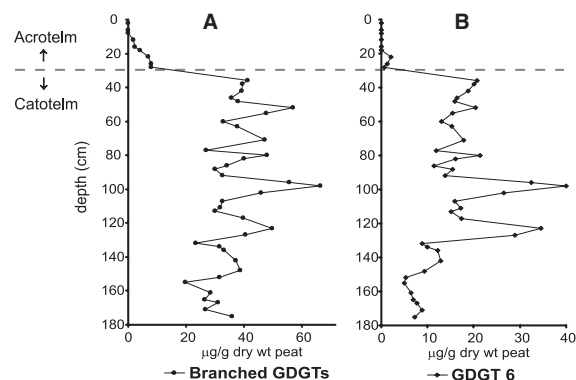 A
B
Acrotelm
↑
↓
Catotelm
depth (cm)
0
20
40
60
80
100
120
140
160
180
0
20
40
60
80
100
120
140
160
180
0 20 40 60
0 10 20 30 40
µg/g dry wt peat
µg/g dry wt peat
Branched GDGTs
GDGT 6